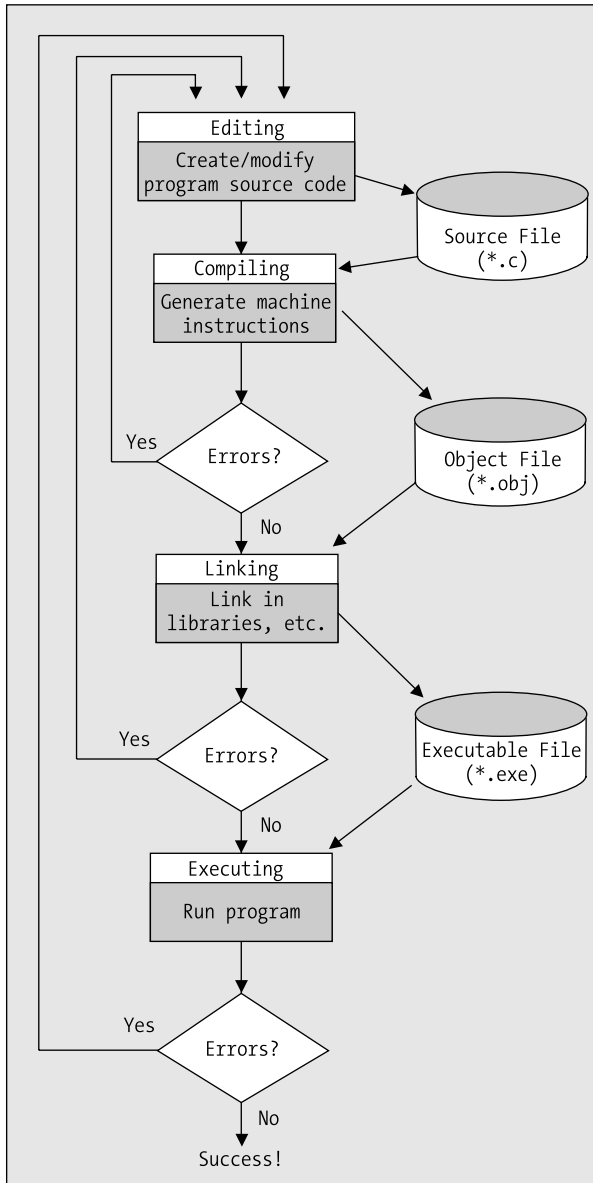 Editing
Create/modify
program source code
Source File
(*.c)
Compiling
Generate machine
instructions
Yes
Errors?
Object File
(*.obj)
No
Linking
Link in
libraries, etc.
Yes
Errors?
Executable File
(*.exe)
No
Executing
Run program
Yes
Errors?
No
Success!